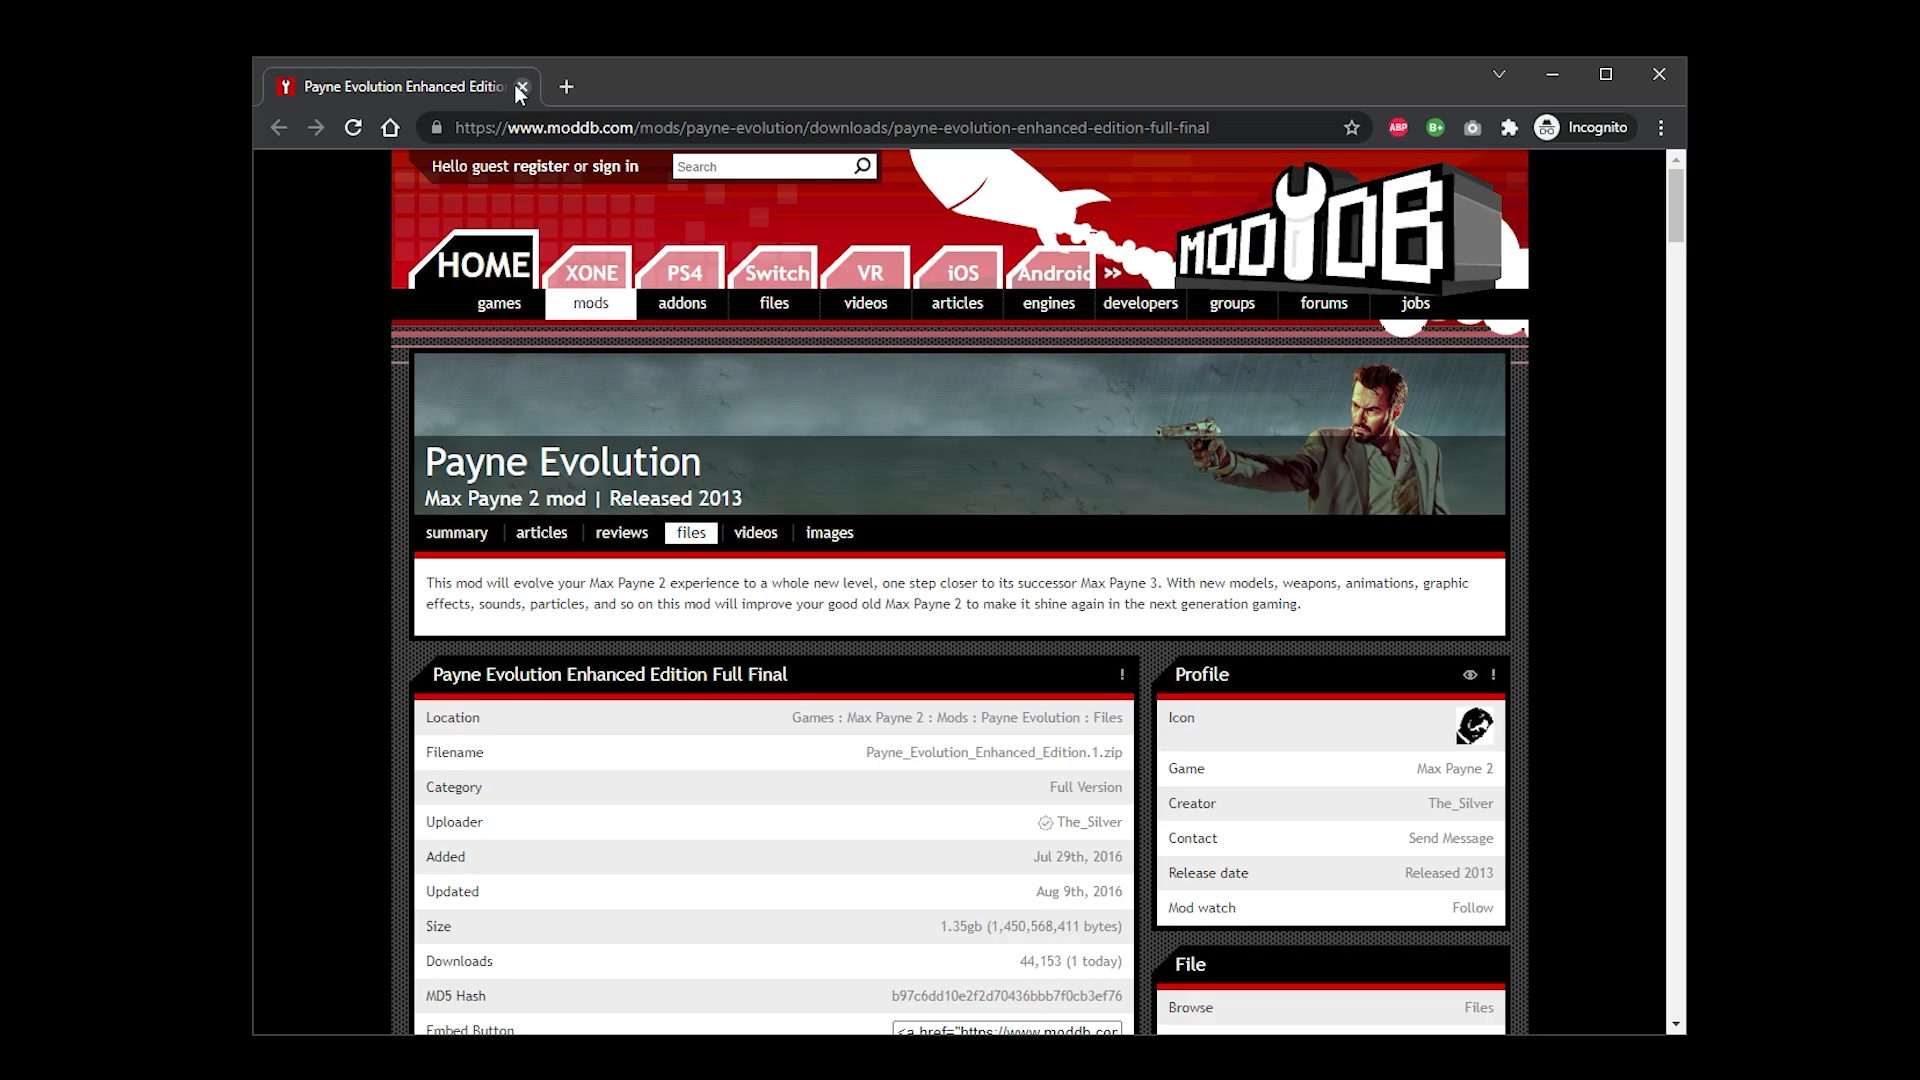 Payne Evolution Enhanced Editio
https://www.moddb.com/mods/payne-evolution/downloads/payne-evolution-enhanced-edition-full-final
ABP
B+
Incognito
Hello guest register or sign in
Search
MODDB
HOME
XONE
PS4
Switch
VR
iOS
Android
»
games
mods
addons
files
videos
articles
engines
developers
groups
forums
jobs
Payne Evolution
Max Payne 2 mod | Released 2013
summary
articles
reviews
files
videos
images
This mod will evolve your Max Payne 2 experience to a whole new level, one step closer to its successor Max Payne 3. With new models, weapons, animations, graphic
effects, sounds, particles, and so on this mod will improve your good old Max Payne 2 to make it shine again in the next generation gaming.
Payne Evolution Enhanced Edition Full Final !
Location Games : Max Payne 2 : Mods : Payne Evolution : Files
Filename Payne_Evolution_Enhanced_Edition.1.zip
Category Full Version
Uploader The_Silver
Added Jul 29th, 2016
Updated Aug 9th, 2016
Size 1.35gb (1,450,568,411 bytes)
Downloads 44,153 (1 today)
MD5 Hash b97c6dd10e2f2d70436bbb7f0cb3ef76
Embed Button <a href="https://www.moddb.cor
Profile !
Icon
Game Max Payne 2
Creator The_Silver
Contact Send Message
Release date Released 2013
Mod watch Follow
File
Browse Files